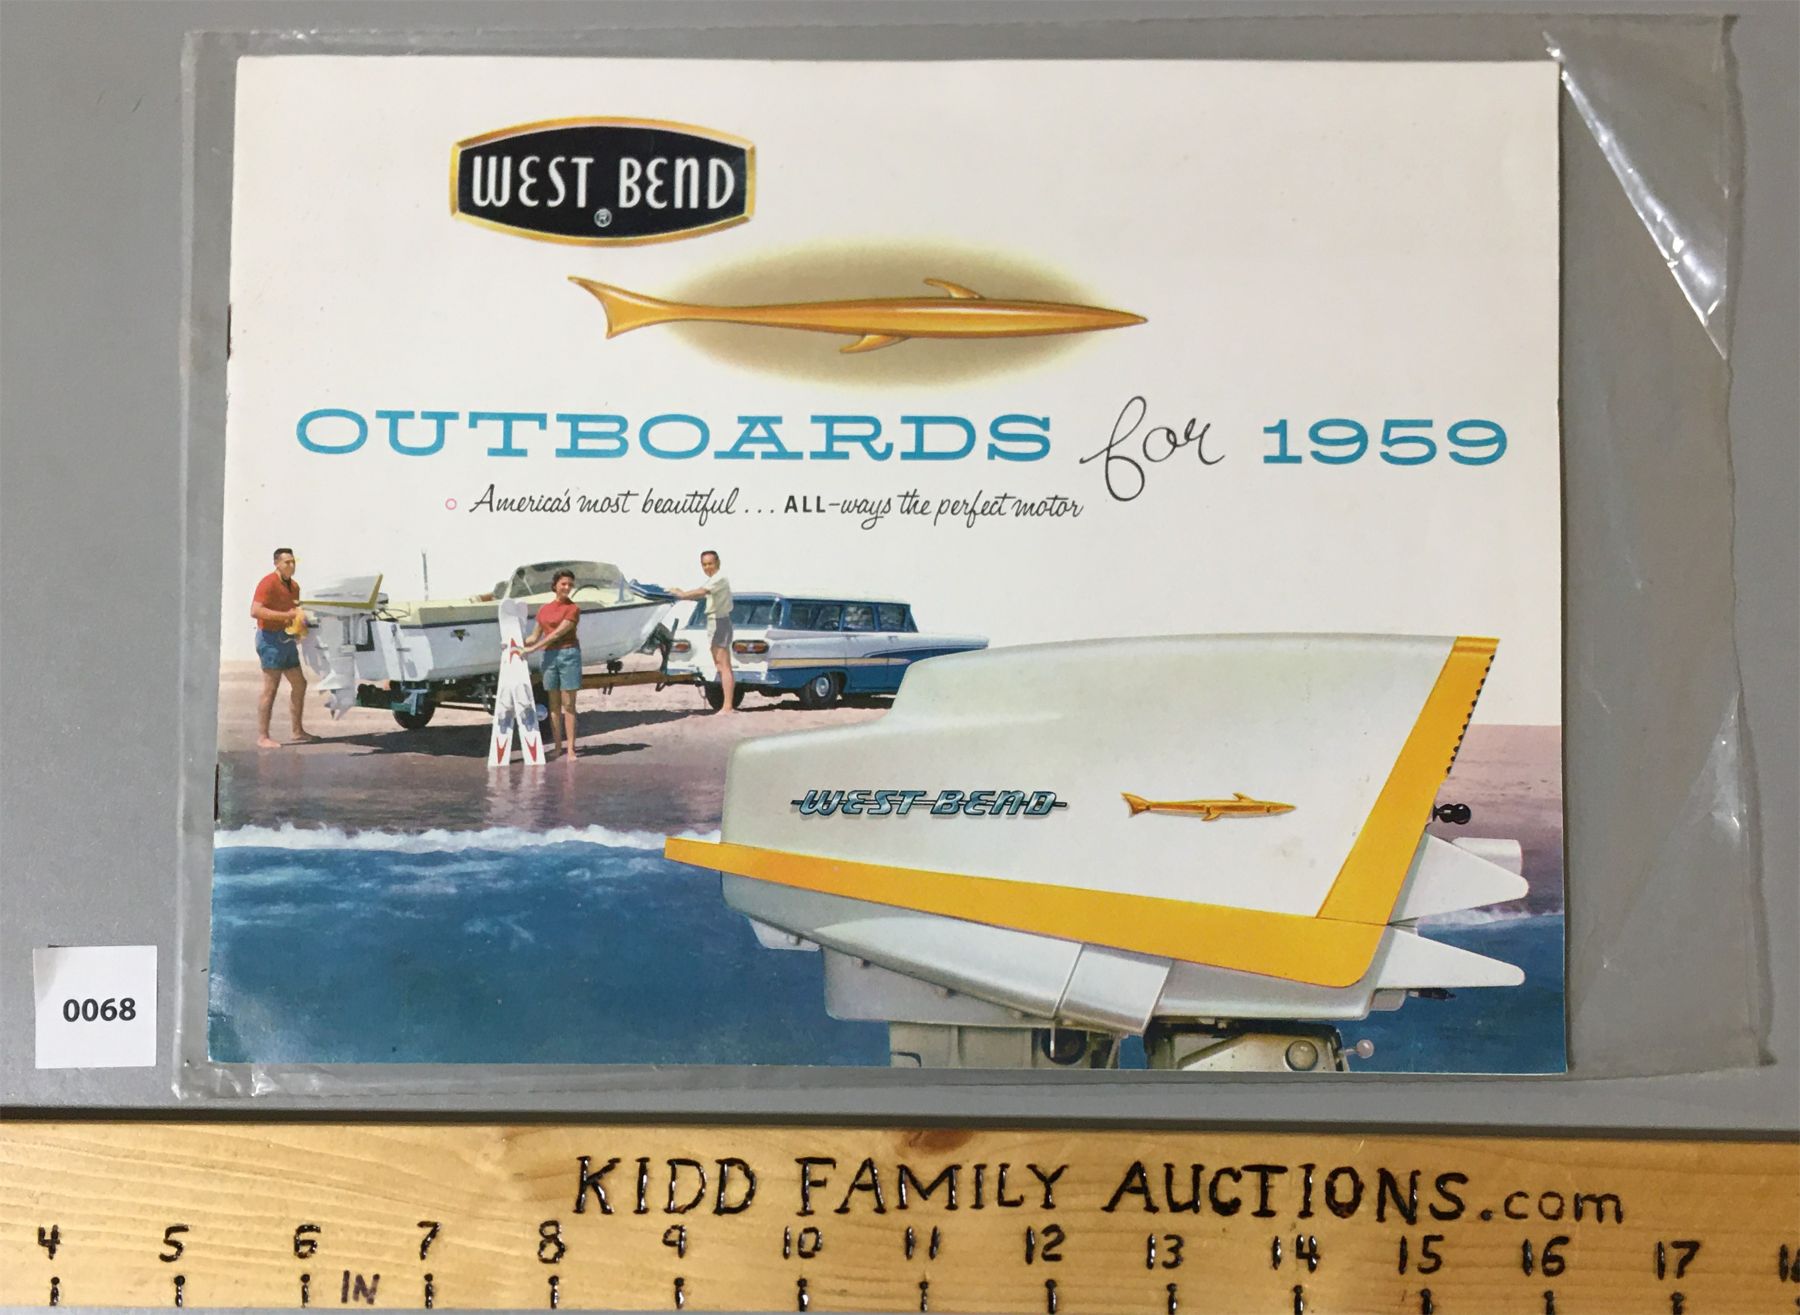 WEST BEND
®
OUTBOARDS for 1959
America's most beautiful... ALL-ways the perfect motor
WEST BEND
0068
KIDD FAMILY AUCTIONS.com
4 5 6 7 8 9 10 11 12 13 14 15 16 17
IN